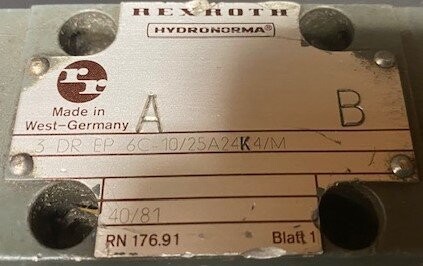 REXROTH
HYDRONORMA®
rr
Made in
West-Germany
A B
3 DR EP 6C-10/25A24K4/M
40/81
RN 176.91 Blatt 1